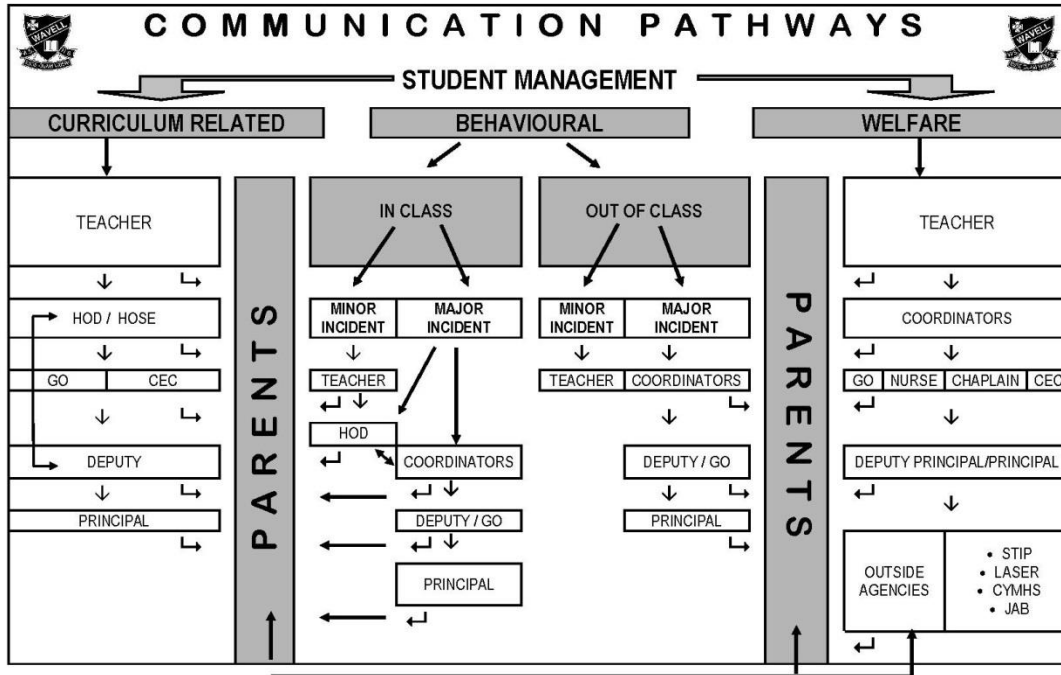 COMMUNICATION PATHWAYS
WAVELL
WAVELL
STUDENT MANAGEMENT
CURRICULUM RELATED
BEHAVIOURAL
WELFARE
TEACHER
IN CLASS
OUT OF CLASS
TEACHER
PARENTS
PARENTS
HOD / HOSE
MINOR
INCIDENT
MAJOR
INCIDENT
MINOR
INCIDENT
MAJOR
INCIDENT
COORDINATORS
GO
CEC
TEACHER
TEACHER
COORDINATORS
GO
NURSE
CHAPLAIN
CEC
HOD
DEPUTY
COORDINATORS
DEPUTY / GO
DEPUTY PRINCIPAL/PRINCIPAL
PRINCIPAL
DEPUTY / GO
PRINCIPAL
PRINCIPAL
OUTSIDE
AGENCIES
• STIP
• LASER
• CYMHS
• JAB